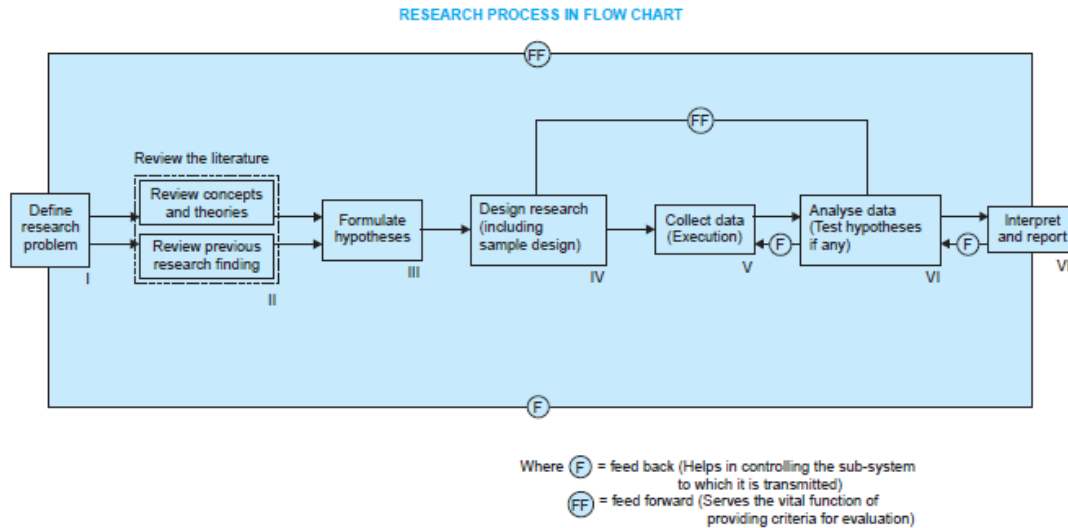 RESEARCH PROCESS IN FLOW CHART
FF
FF
Review the literature
Define
research
problem
I
Review concepts
and theories
Review previous
research finding
II
Formulate
hypotheses
III
Design research
(including
sample design)
IV
Collect data
(Execution)
V
F
Analyse data
(Test hypotheses
if any)
VI
F
Interpret
and report
VI
F
Where F = feed back (Helps in controlling the sub-system
to which it is transmitted)
FF = feed forward (Serves the vital function of
providing criteria for evaluation)